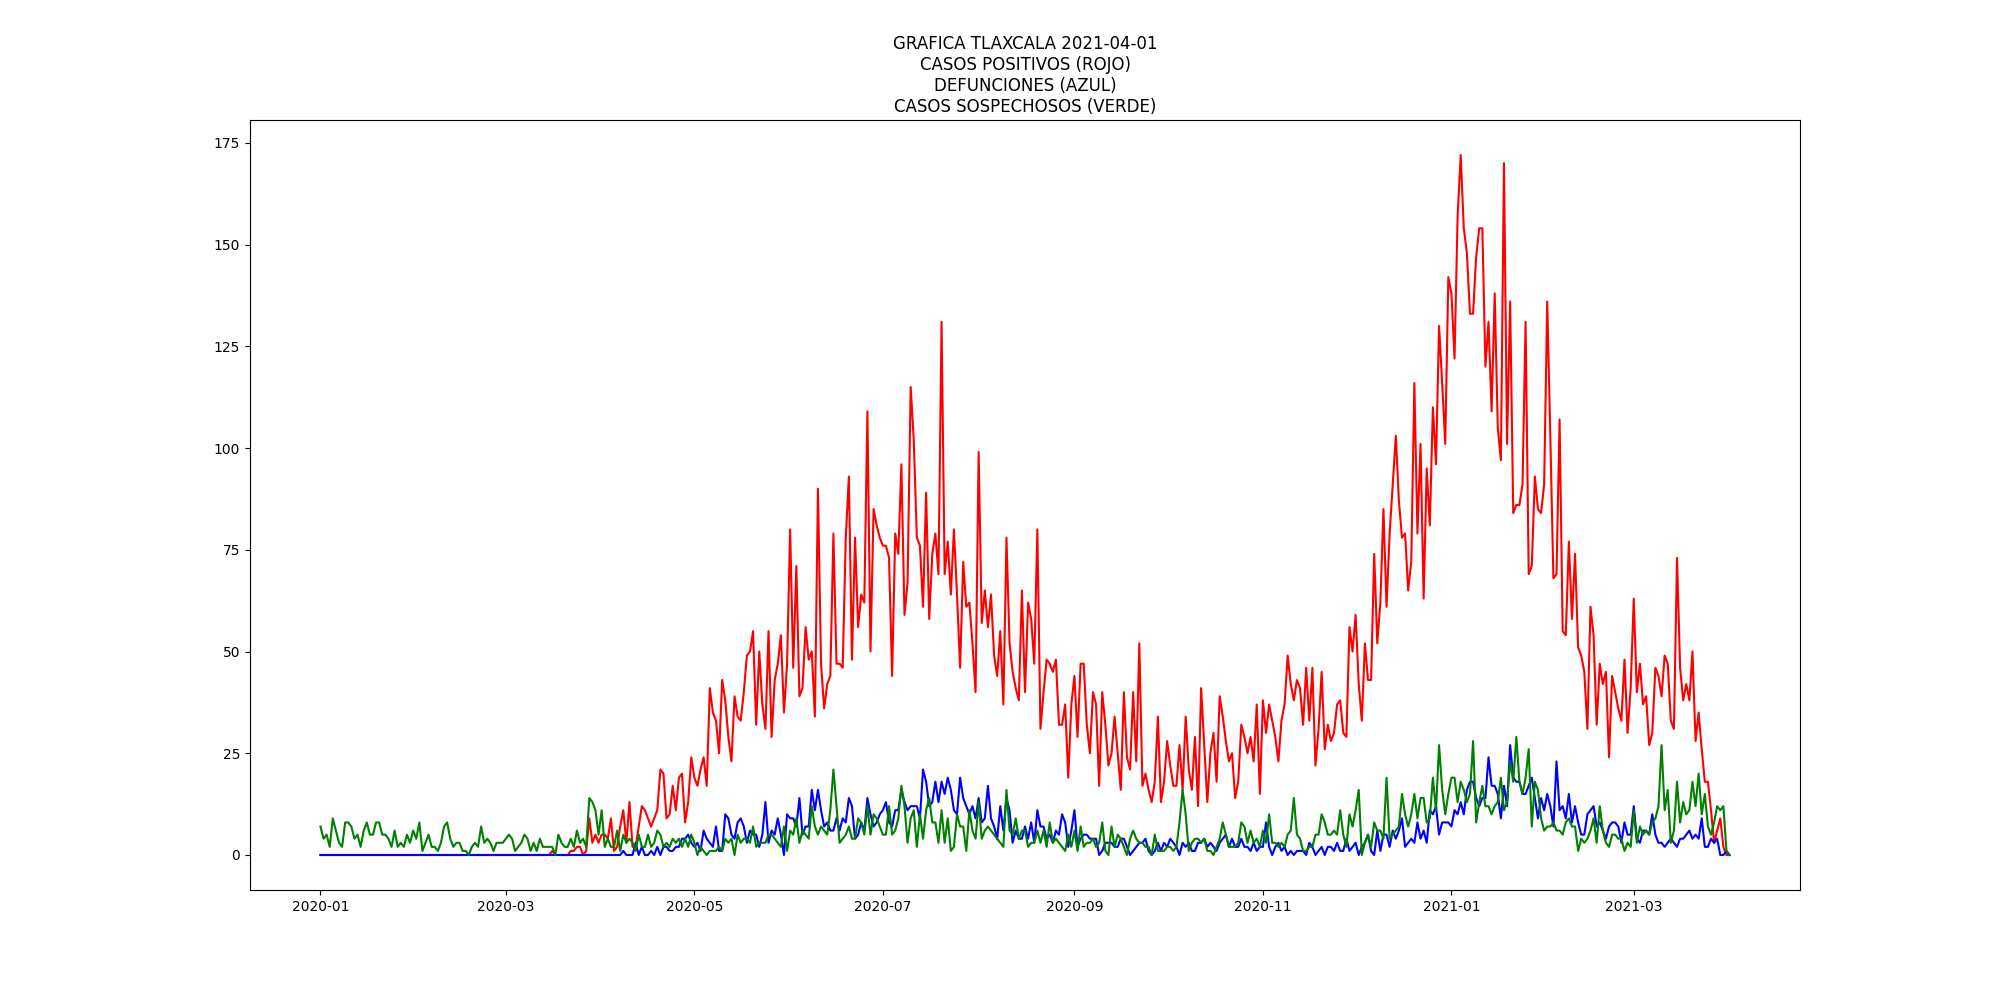 GRAFICA TLAXCALA 2021-04-01
CASOS POSITIVOS (ROJO)
DEFUNCIONES (AZUL)
CASOS SOSPECHOSOS (VERDE)
175
150
125
100
75
50
25
0
2020-01 2020-03 2020-05 2020-07 2020-09 2020-11 2021-01 2021-03